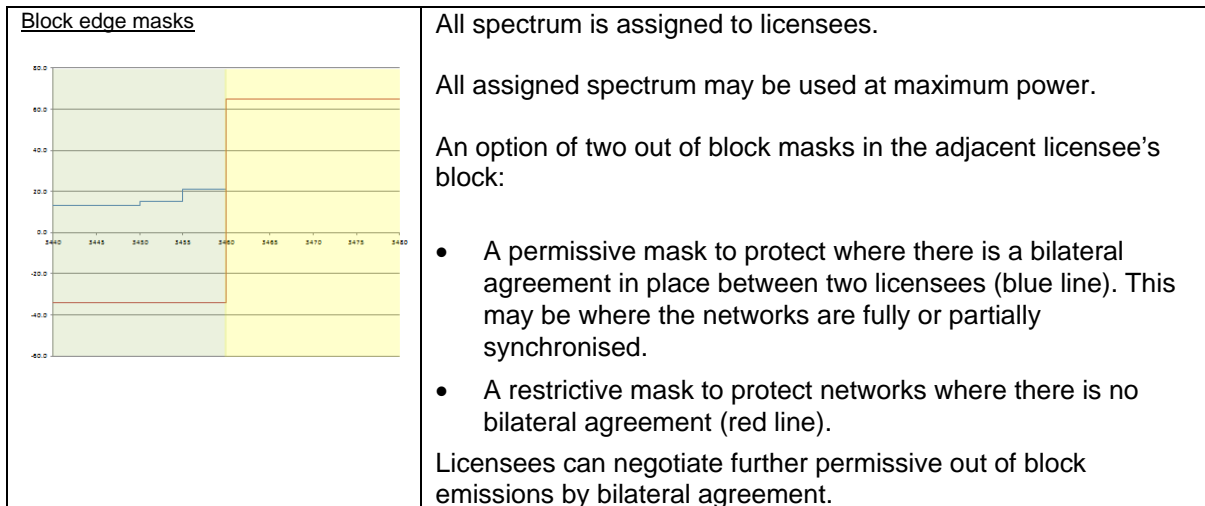 Block edge masks
80.0
60.0
40.0
20.0
0.0
3440 3445 3450 3455 3460 3465 3470 3475 3480
-20.0
-40.0
-60.0
All spectrum is assigned to licensees.
All assigned spectrum may be used at maximum power.
An option of two out of block masks in the adjacent licensee’s
block:
• A permissive mask to protect where there is a bilateral
agreement in place between two licensees (blue line). This
may be where the networks are fully or partially
synchronised.
• A restrictive mask to protect networks where there is no
bilateral agreement (red line).
Licensees can negotiate further permissive out of block
emissions by bilateral agreement.